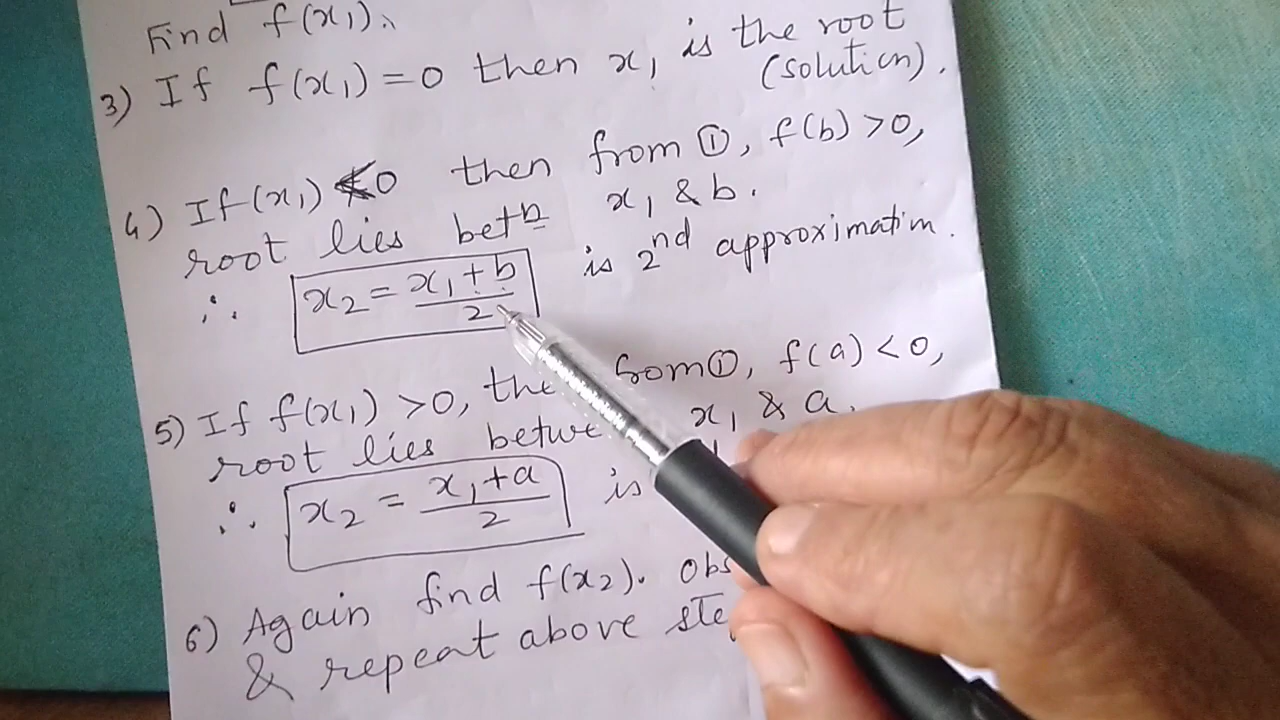 Find f(x₁).
3) If f(x₁) = 0 then x₁ is the root
(solution).
4) If f(x₁) <0 then from ①, f(b) >0,
root lies betn x₁ & b.
∴ x₂ = (x₁ + b)/2 is 2nd approximation.
5) If f(x₁) >0, the from ①, f(a) <0,
root lies x₁ & a.
∴ x₂ = (x₁ + a)/2 is
6) Again find f(x₂).
& repeat above